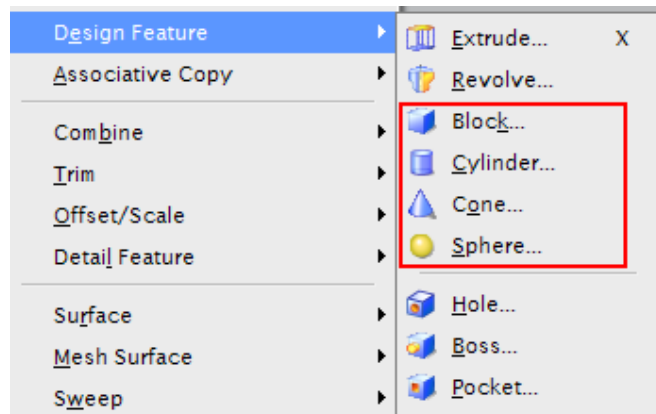 Design Feature
Associative Copy
Combine
Trim
Offset/Scale
Detail Feature
Surface
Mesh Surface
Sweep
Extrude... X
Revolve...
Block...
Cylinder...
Cone...
Sphere...
Hole...
Boss...
Pocket...